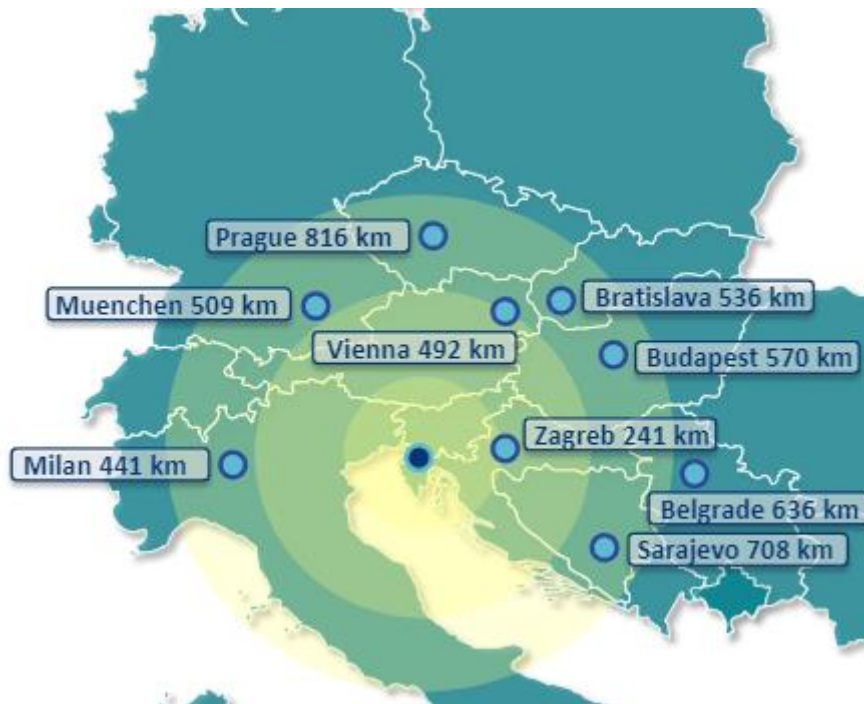 Prague 816 km
Muenchen 509 km
Bratislava 536 km
Vienna 492 km
Budapest 570 km
Zagreb 241 km
Milan 441 km
Belgrade 636 km
Sarajevo 708 km